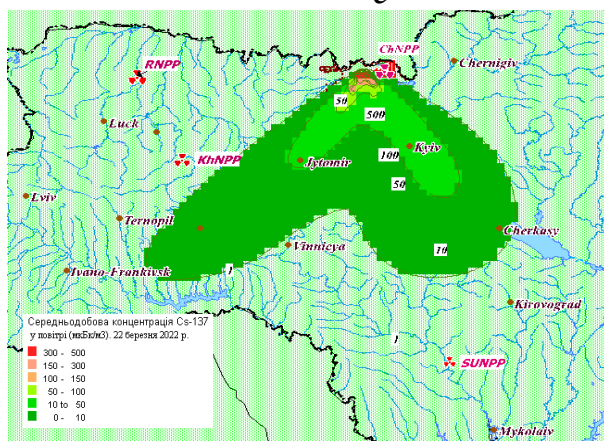 ChNPP
RNPP
Chernigiv
50
500
Luck
KhNPP
Jytomir
100
Kyiv
50
Lviv
Ternopil
Cherkasy
Vinnicya
10
Ivano-Frankivsk
1
Kirovograd
Середньодобова концентрація Cs-137
у повітрі (мкБк/м3). 22 березня 2022 р.
300 - 500
150 - 300
100 - 150
50 - 100
10 to 50
0 - 10
1
SUNPP
Mykolaiv